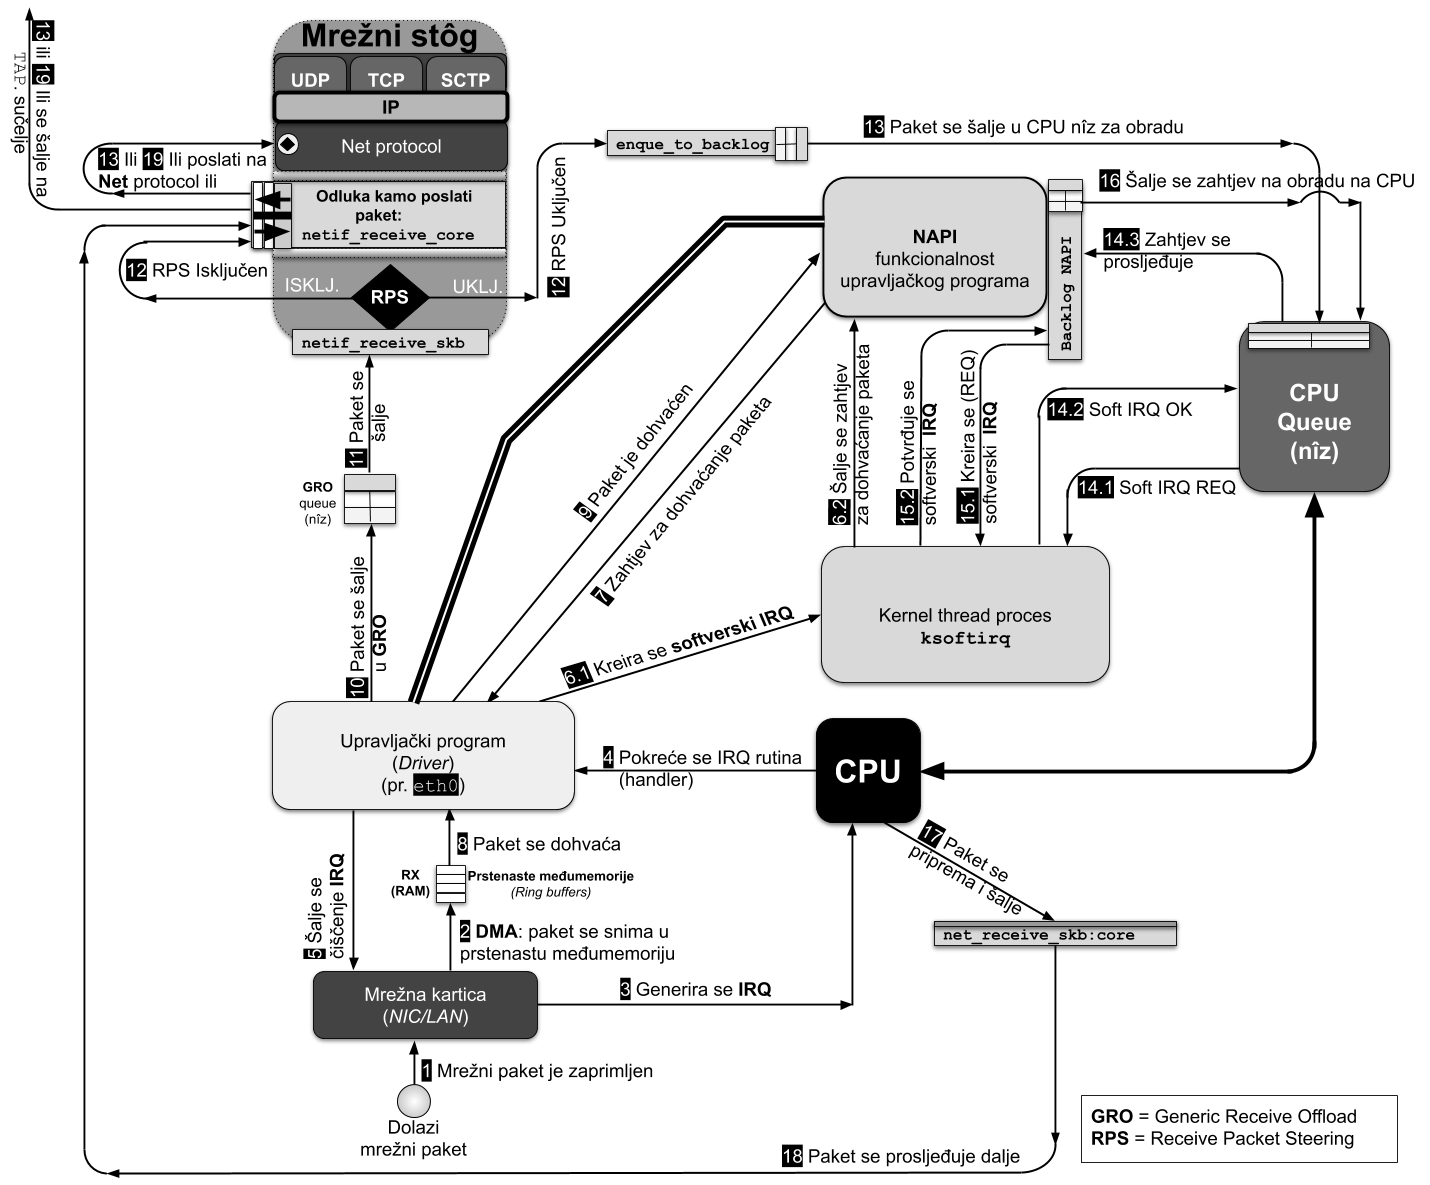 Mrežni stôg
UDP
TCP
SCTP
IP
Net protocol
Odluka kamo poslati
paket:
netif_receive_core
ISKLJ.
RPS
UKLJ.
netif_receive_skb
13 ili 19 Ili se šalje na
TAP. sučelje
13 Ili 19 Ili poslati na
Net protocol ili
12 RPS Isključen
12 RPS Uključen
enque_to_backlog
13 Paket se šalje u CPU nîz za obradu
16 Šalje se zahtjev na obradu na CPU
NAPI
funkcionalnost
upravljačkog programa
Backlog NAPI
14.3 Zahtjev se
prosljeđuje
CPU
Queue
(nîz)
14.2 Soft IRQ OK
14.1 Soft IRQ REQ
11 Paket se
šalje
GRO
queue
(nîz)
10 Paket se šalje
u GRO
9 Paket je dohvaćen
7 Zahtjev za dohvaćanje paketa
6.2 Šalje se zahtjev
za dohvaćanje paketa
15.2 Potvrđuje se
softverski IRQ
15.1 Kreira se (REQ)
softverski IRQ
6.1 Kreira se softverski IRQ
Kernel thread proces
ksoftirq
Upravljački program
(Driver)
(pr. eth0)
4 Pokreće se IRQ rutina
(handler)
CPU
5 Šalje se
čišćenje IRQ
8 Paket se dohvaća
RX
(RAM)
Prstenaste međumemorije
(Ring buffers)
2 DMA: paket se snima u
prstenastu međumemoriju
17 Paket se
priprema i šalje
net_receive_skb:core
Mrežna kartica
(NIC/LAN)
3 Generira se IRQ
1 Mrežni paket je zaprimljen
Dolazi
mrežni paket
18 Paket se prosljeđuje dalje
GRO = Generic Receive Offload
RPS = Receive Packet Steering